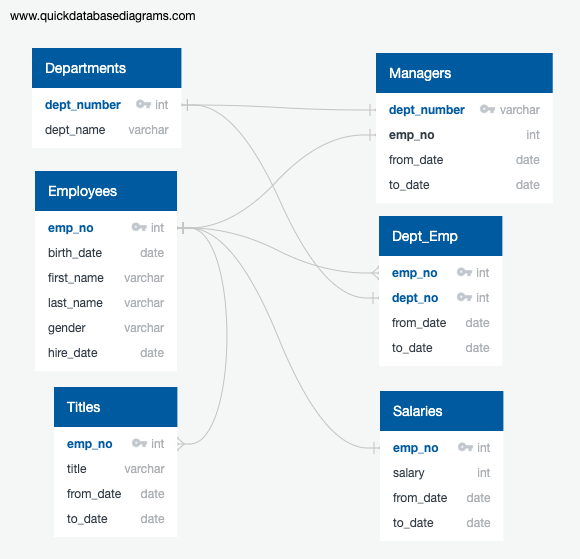 www.quickdatabasediagrams.com
Departments
dept_number int
dept_name varchar
Employees
emp_no int
birth_date date
first_name varchar
last_name varchar
gender varchar
hire_date date
Titles
emp_no int
title varchar
from_date date
to_date date
Managers
dept_number varchar
emp_no int
from_date date
to_date date
Dept_Emp
emp_no int
dept_no int
from_date date
to_date date
Salaries
emp_no int
salary int
from_date date
to_date date